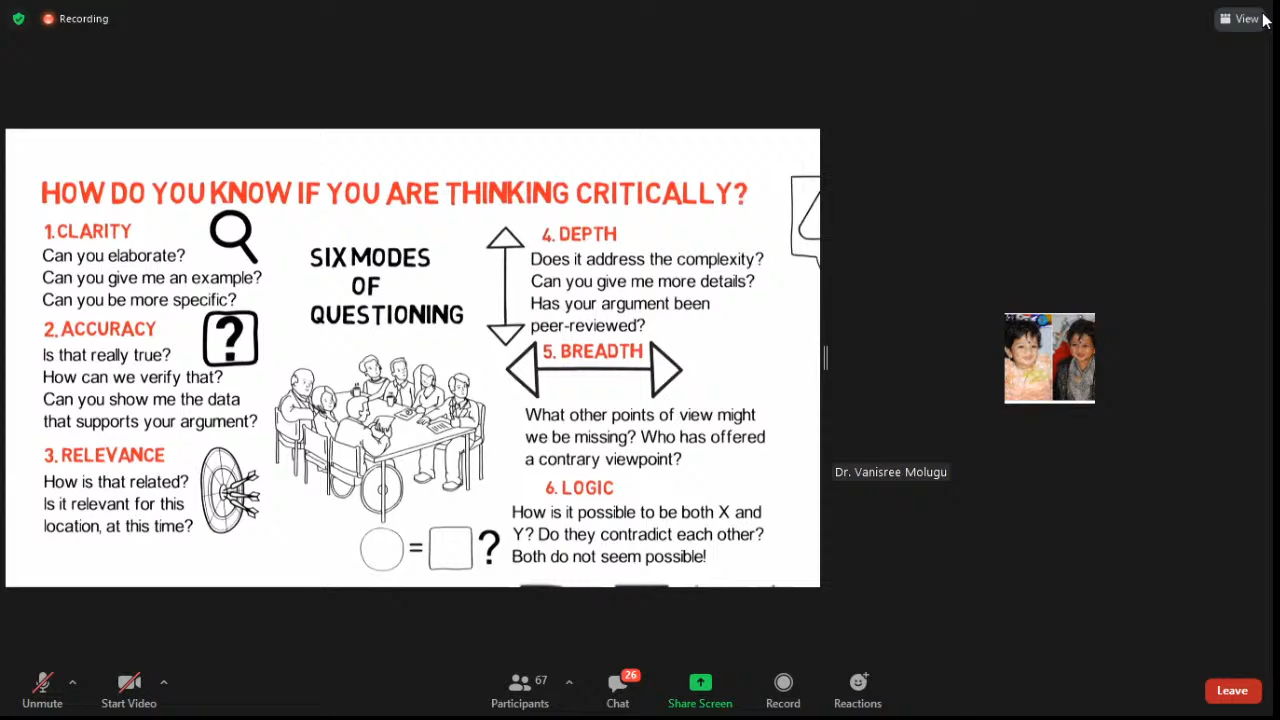 Recording
View
HOW DO YOU KNOW IF YOU ARE THINKING CRITICALLY?
1. CLARITY
Can you elaborate?
Can you give me an example?
Can you be more specific?
2. ACCURACY
?
Is that really true?
How can we verify that?
Can you show me the data
that supports your argument?
3. RELEVANCE
How is that related?
Is it relevant for this
location, at this time?
SIX MODES
OF
QUESTIONING
= ?
4. DEPTH
Does it address the complexity?
Can you give me more details?
Has your argument been
peer-reviewed?
5. BREADTH
What other points of view might
we be missing? Who has offered
a contrary viewpoint?
6. LOGIC
How is it possible to be both X and
Y? Do they contradict each other?
Both do not seem possible!
Dr. Vanisree Molugu
Unmute
Start Video
67
Participants
26
Chat
Share Screen
Record
Reactions
Leave